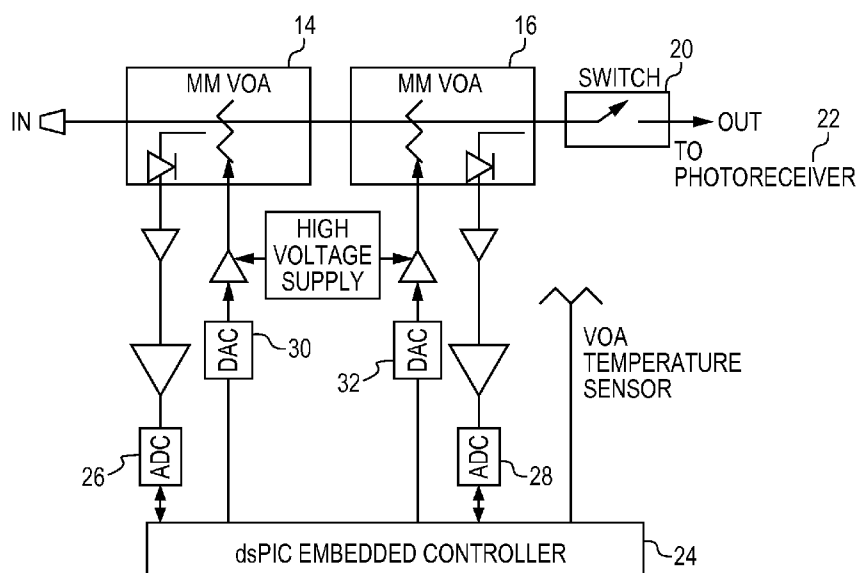 14
16
MM VOA
MM VOA
SWITCH
20
IN
OUT
TO
PHOTORECEIVER
22
HIGH
VOLTAGE
SUPPLY
DAC
30
DAC
32
VOA
TEMPERATURE
SENSOR
ADC
26
ADC
28
dsPIC EMBEDDED CONTROLLER
24